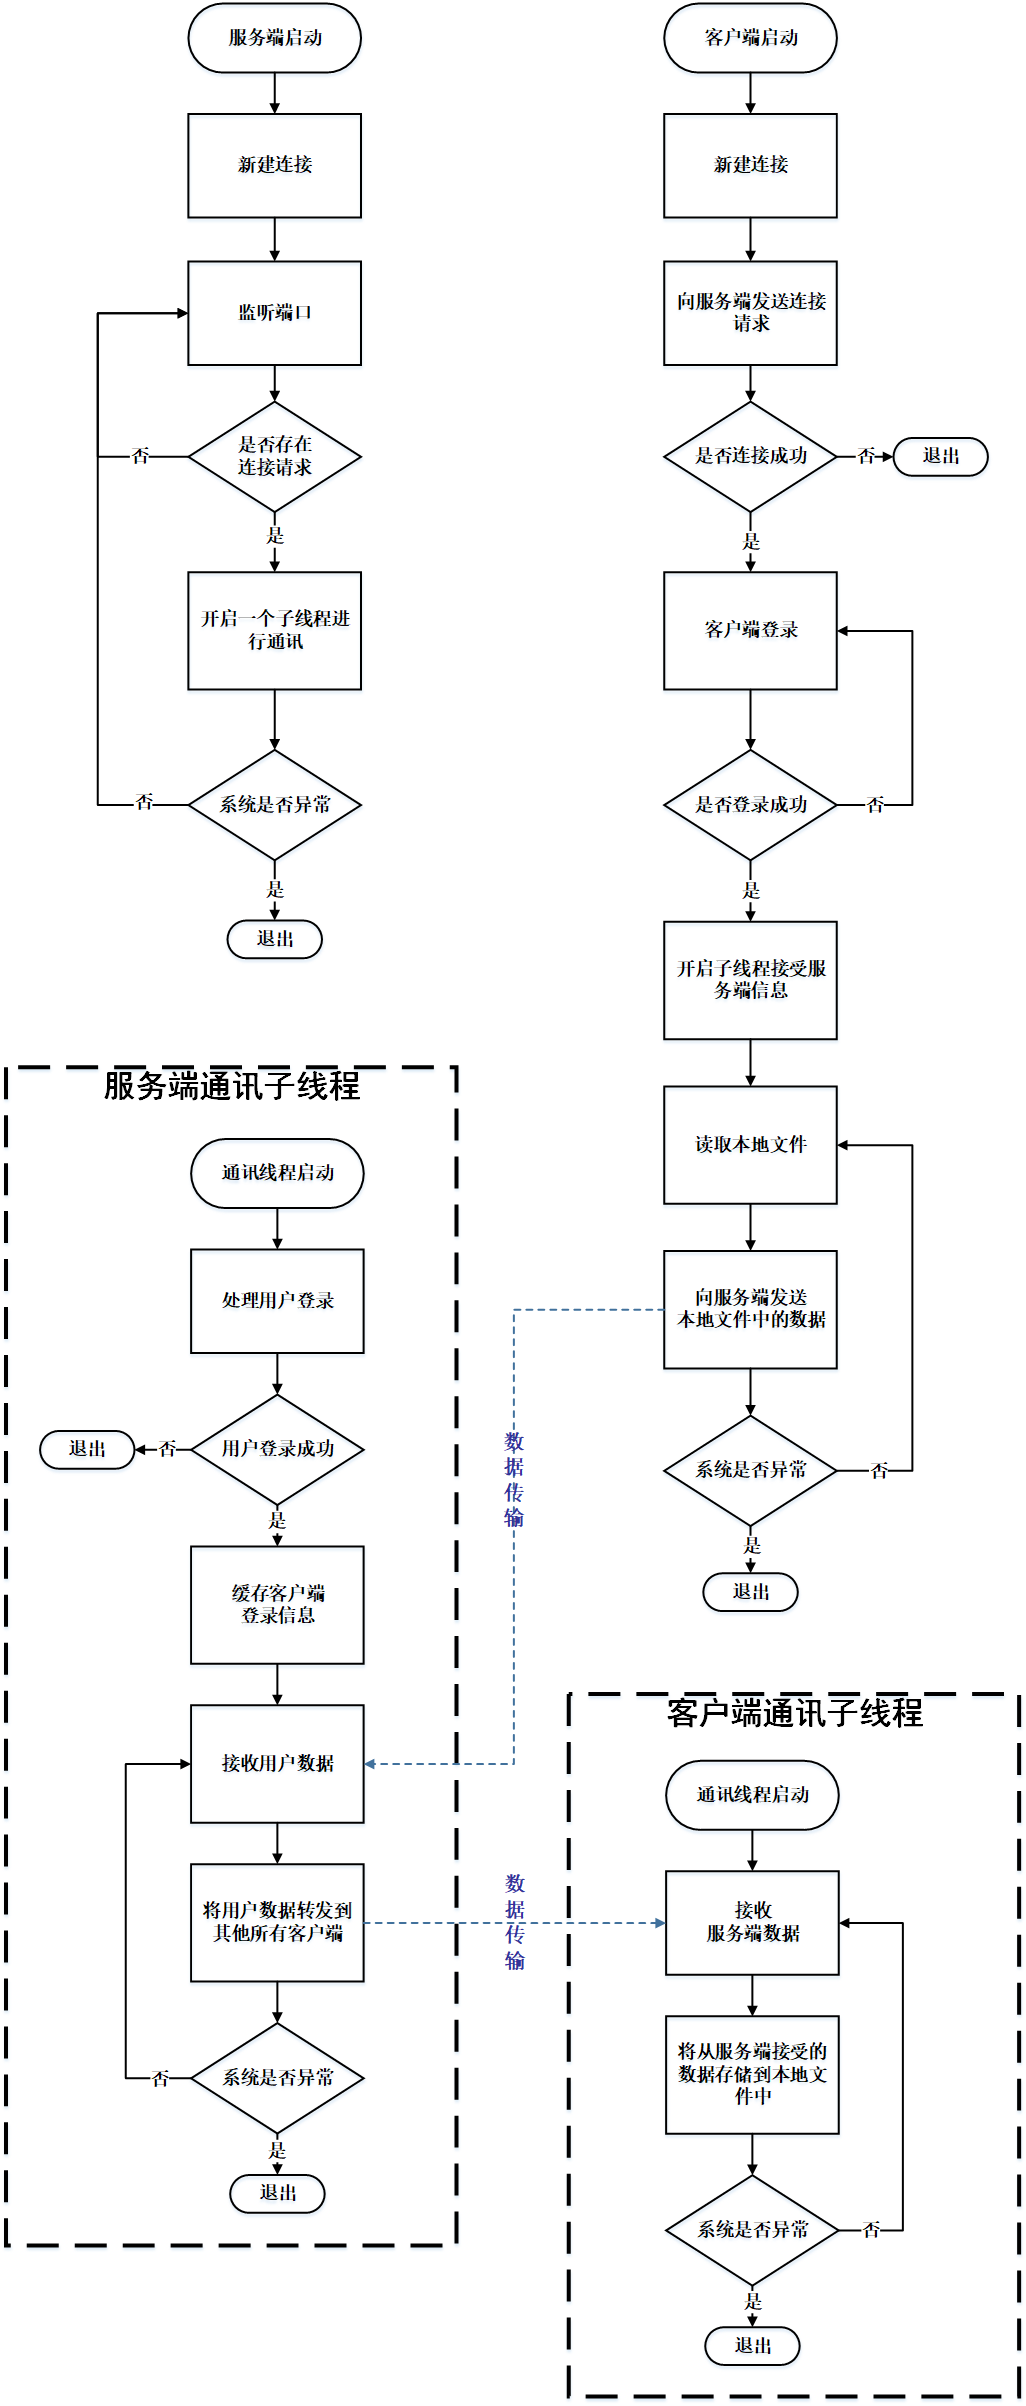 服务端启动
新建连接
监听端口
是否存在
连接请求
否
是
开启一个子线程进
行通讯
系统是否异常
否
是
退出
客户端启动
新建连接
向服务端发送连接
请求
是否连接成功
否
退出
是
客户端登录
是否登录成功
否
是
开启子线程接受服
务端信息
读取本地文件
向服务端发送
本地文件中的数据
系统是否异常
否
是
退出
服务端通讯子线程
通讯线程启动
处理用户登录
用户登录成功
否
退出
是
缓存客户端
登录信息
接收用户数据
将用户数据转发到
其他所有客户端
系统是否异常
否
是
退出
数
据
传
输
数
据
传
输
客户端通讯子线程
通讯线程启动
接收
服务端数据
将从服务端接受的
数据存储到本地文
件中
系统是否异常
否
是
退出